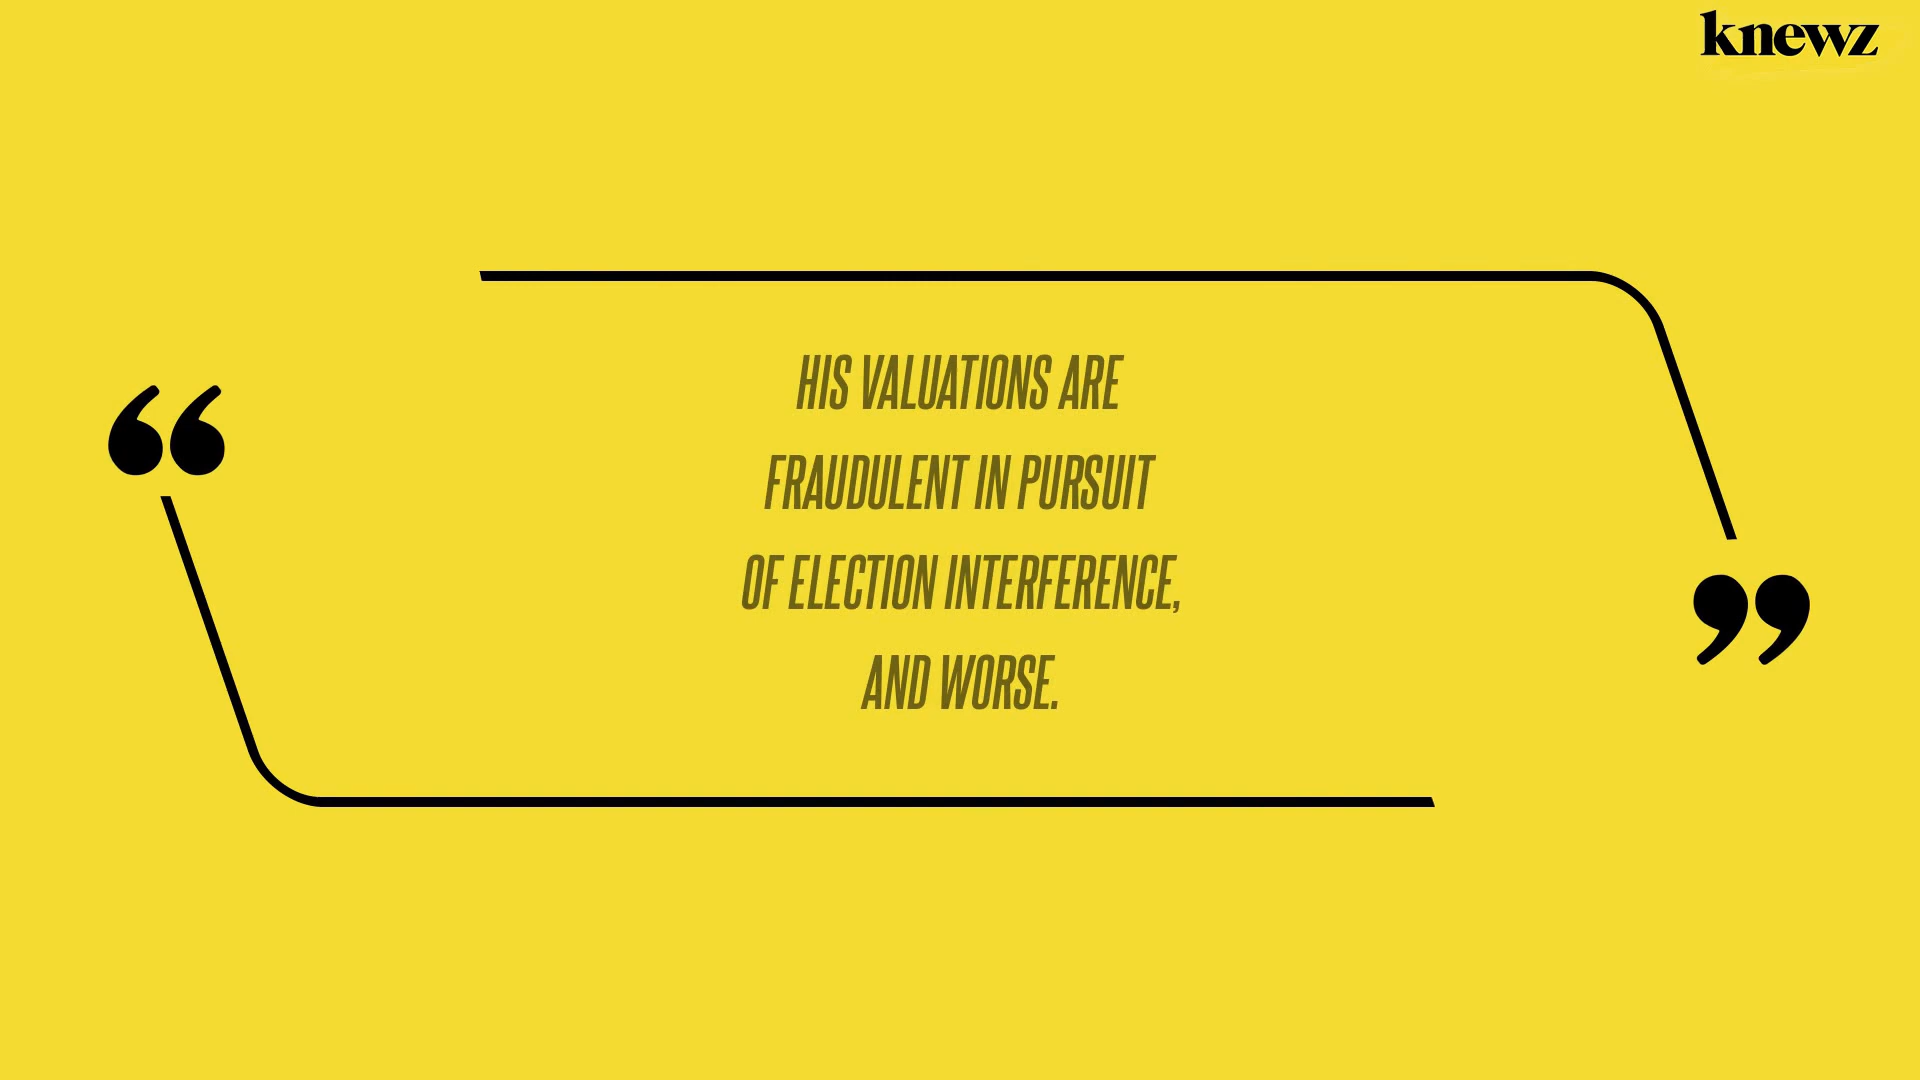 knewz
“
HIS VALUATIONS ARE
FRAUDULENT IN PURSUIT
OF ELECTION INTERFERENCE,
AND WORSE.
”